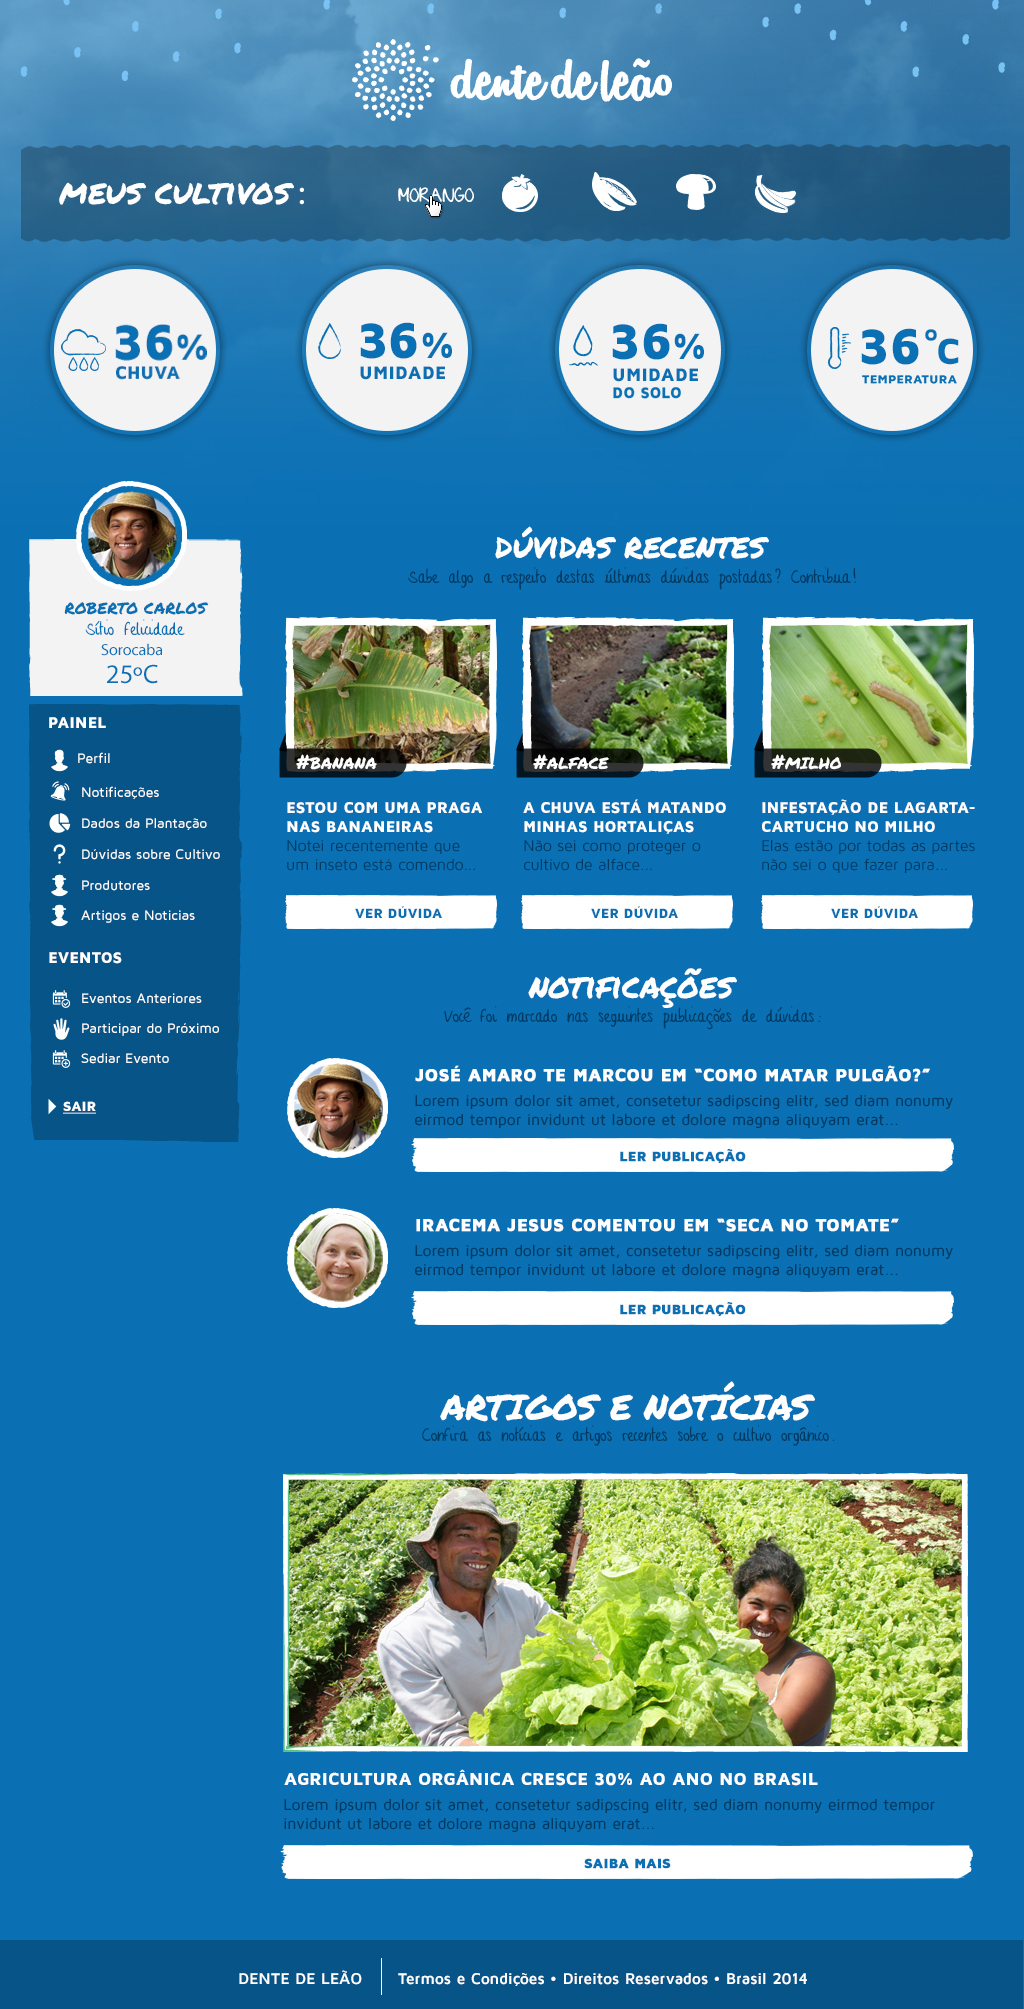 dente de leão
MEUS CULTIVOS:
MORANGO
36%
CHUVA
36%
UMIDADE
36%
UMIDADE
DO SOLO
36°C
TEMPERATURA
ROBERTO CARLOS
Sítio felicidade
Sorocaba
25ºC
PAINEL
Perfil
Notificações
Dados da Plantação
Dúvidas sobre Cultivo
Produtores
Artigos e Noticias
EVENTOS
Eventos Anteriores
Participar do Próximo
Sediar Evento
SAIR
DÚVIDAS RECENTES
Sabe algo a respeito destas últimas dúvidas postadas? Contribua!
#BANANA
ESTOU COM UMA PRAGA
NAS BANANEIRAS
Notei recentemente que
um inseto está comendo...
VER DÚVIDA
#ALFACE
A CHUVA ESTÁ MATANDO
MINHAS HORTALIÇAS
Não sei como proteger o
cultivo de alface...
VER DÚVIDA
#MILHO
INFESTAÇÃO DE LAGARTA-
CARTUCHO NO MILHO
Elas estão por todas as partes
não sei o que fazer para...
VER DÚVIDA
NOTIFICAÇÕES
Você foi marcado nas seguintes publicações de dúvidas:
JOSÉ AMARO TE MARCOU EM “COMO MATAR PULGÃO?”
Lorem ipsum dolor sit amet, consetetur sadipscing elitr, sed diam nonumy
eirmod tempor invidunt ut labore et dolore magna aliquyam erat...
LER PUBLICAÇÃO
IRACEMA JESUS COMENTOU EM “SECA NO TOMATE”
Lorem ipsum dolor sit amet, consetetur sadipscing elitr, sed diam nonumy
eirmod tempor invidunt ut labore et dolore magna aliquyam erat...
LER PUBLICAÇÃO
ARTIGOS E NOTÍCIAS
Confira as notícias e artigos recentes sobre o cultivo orgânico.
AGRICULTURA ORGÂNICA CRESCE 30% AO ANO NO BRASIL
Lorem ipsum dolor sit amet, consetetur sadipscing elitr, sed diam nonumy eirmod tempor
invidunt ut labore et dolore magna aliquyam erat...
SAIBA MAIS
DENTE DE LEÃO
Termos e Condições • Direitos Reservados • Brasil 2014